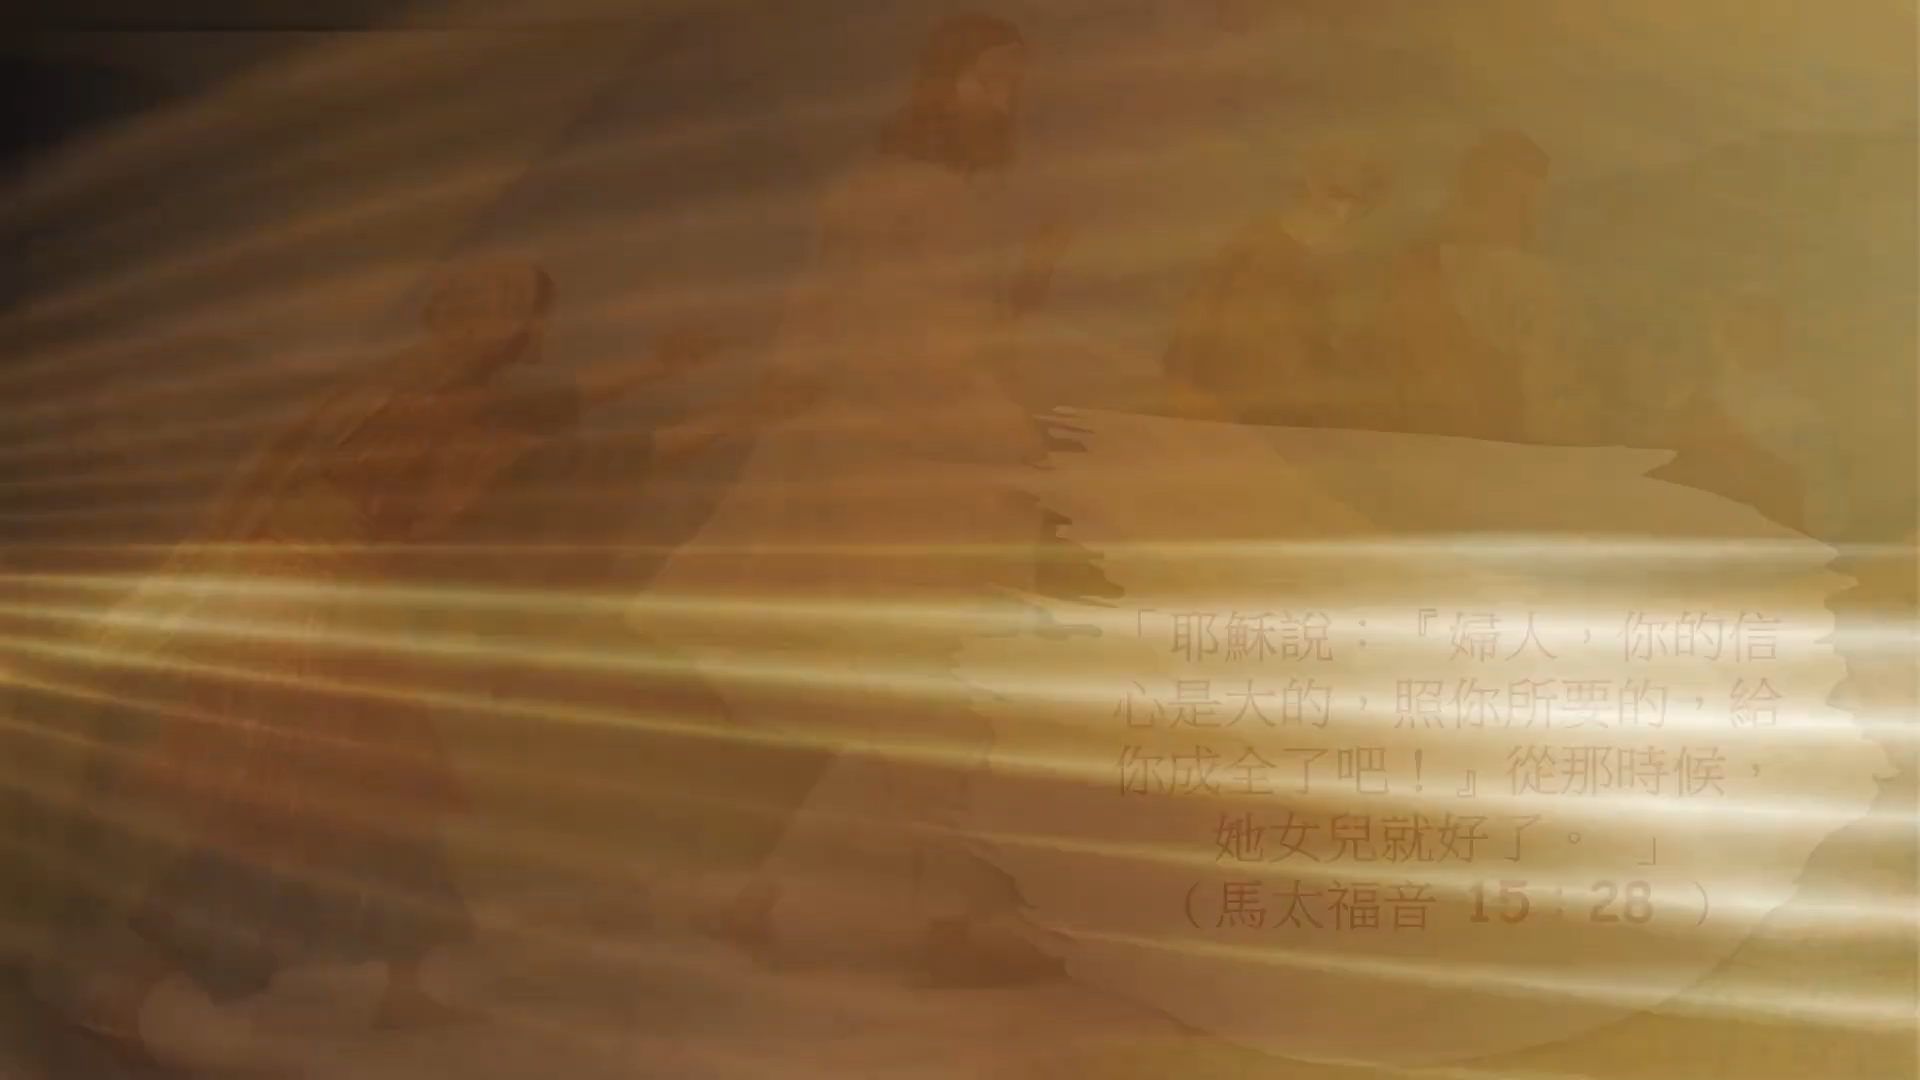 「耶穌說：『婦人，你的信
心是大的，照你所要的，給
你成全了吧！』從那時候，
她女兒就好了。 」
（馬太福音 15：28 ）